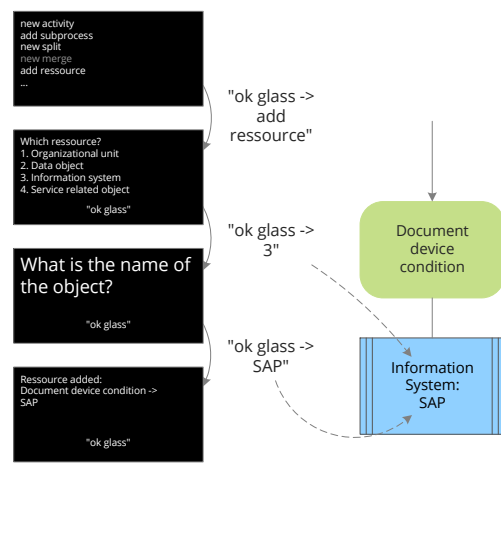 new activity
add subprocess
new split
new merge
add ressource
...
"ok glass ->
add
ressource"
Which ressource?
1. Organizational unit
2. Data object
3. Information system
4. Service related object
"ok glass"
"ok glass ->
3"
Document
device
condition
What is the name of
the object?
"ok glass"
"ok glass ->
SAP"
Information
System:
SAP
Ressource added:
Document device condition ->
SAP
"ok glass"